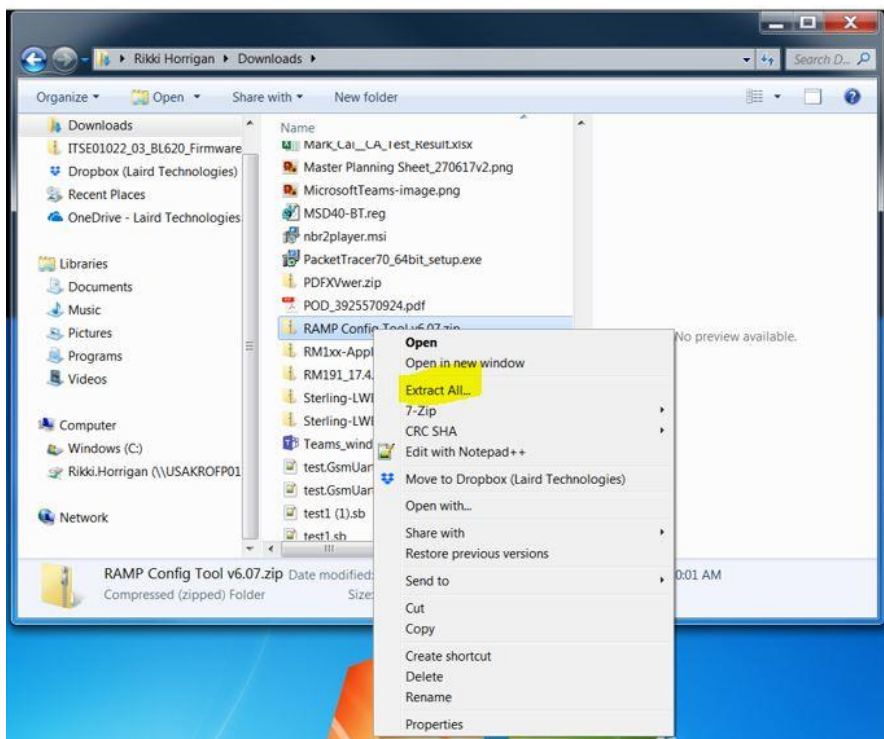 Rikki Horrigan ▸ Downloads ▸
Search D...
Organize
Open
Share with
New folder
Downloads
ITSE01022_03_BL620_Firmware
Dropbox (Laird Technologies)
Recent Places
OneDrive - Laird Technologies
Libraries
Documents
Music
Pictures
Programs
Videos
Computer
Windows (C:)
Rikki.Horrigan (\\USAKROFP01
Network
Name
Mark_Cal__CA_Test_Result.xlsx
Master Planning Sheet_270617v2.png
MicrosoftTeams-image.png
MSD40-BT.reg
nbr2player.msi
PacketTracer70_64bit_setup.exe
PDFXVwer.zip
POD_3925570924.pdf
RAMP Config Tool v6.07.zip
RM1xx-Appl
RM191_17.4.
Sterling-LWB
Sterling-LWB
Teams_wind
test.GsmUar
test.GsmUar
test1 (1).sb
test1.sb
No preview available.
Open
Open in new window
Extract All...
7-Zip
CRC SHA
Edit with Notepad++
Move to Dropbox (Laird Technologies)
Open with...
Share with
Restore previous versions
Send to
Cut
Copy
Create shortcut
Delete
Rename
Properties
RAMP Config Tool v6.07.zip Date modified: 0:01 AM
Compressed (zipped) Folder Size: